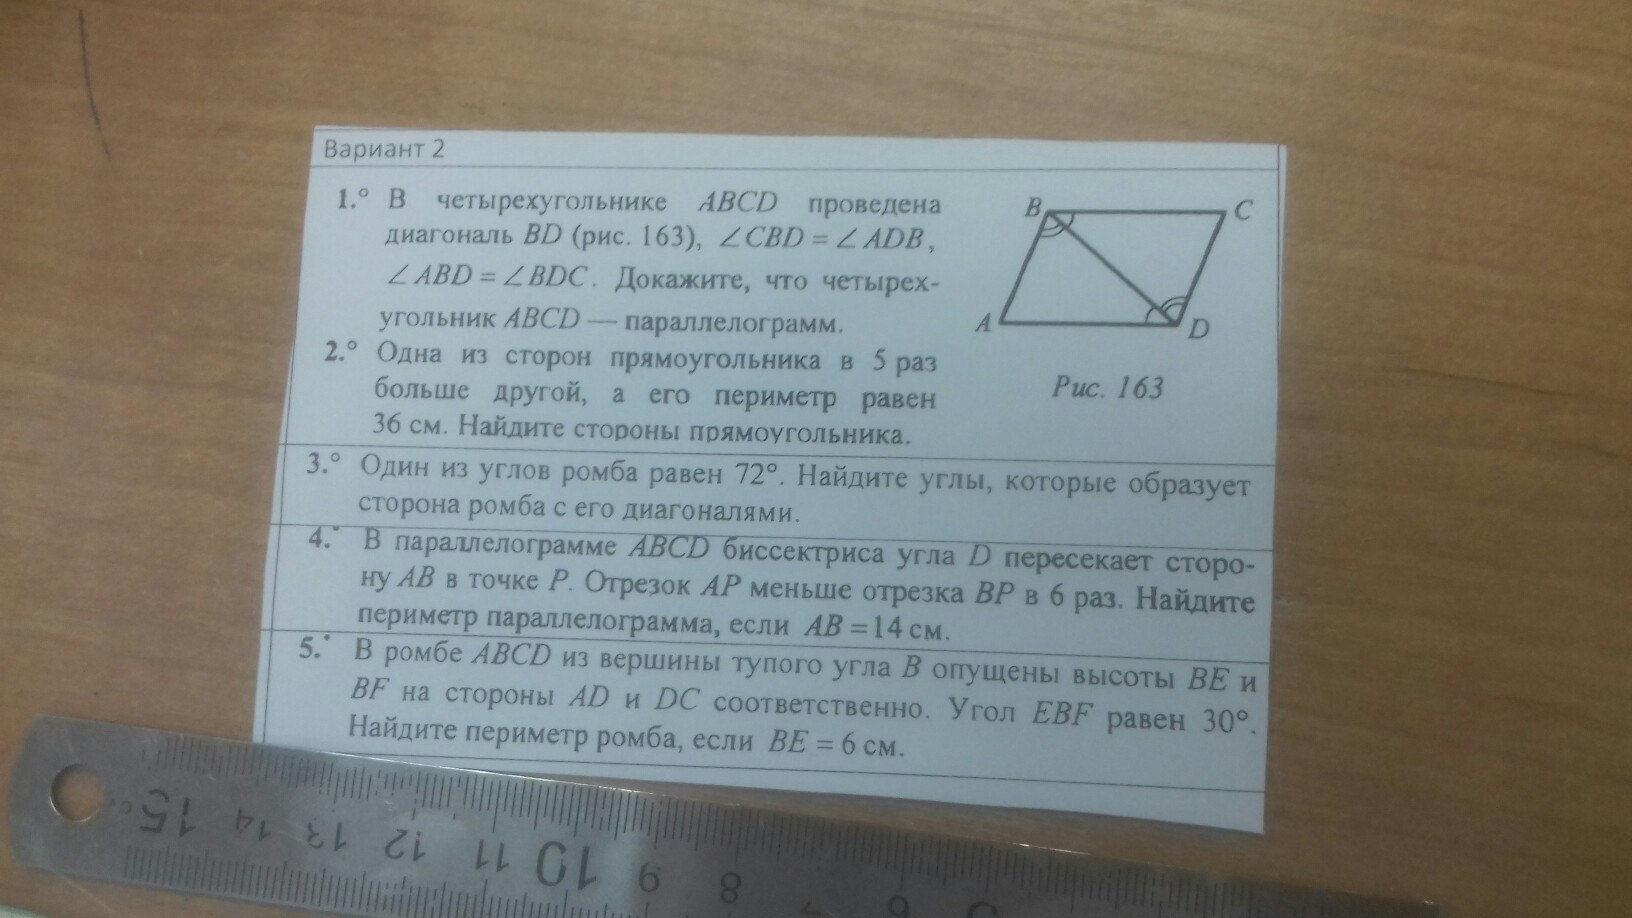 Вариант 2
1.° В четырехугольнике ABCD проведена
диагональ BD (рис. 163), ∠CBD = ∠ADB,
∠ABD = ∠BDC. Докажите, что четырех-
угольник ABCD — параллелограмм.
B
C
A
D
Рис. 163
2.° Одна из сторон прямоугольника в 5 раз
больше другой, а его периметр равен
36 см. Найдите стороны прямоугольника.
3.° Один из углов ромба равен 72°. Найдите углы, которые образует
сторона ромба с его диагоналями.
4.• В параллелограмме ABCD биссектриса угла D пересекает сторо-
ну AB в точке P. Отрезок AP меньше отрезка BP в 6 раз. Найдите
периметр параллелограмма, если AB = 14 см.
5.• В ромбе ABCD из вершины тупого угла B опущены высоты BE и
BF на стороны AD и DC соответственно. Угол EBF равен 30°.
Найдите периметр ромба, если BE = 6 см.
15 14 13 12 11 10 9 8 7 6